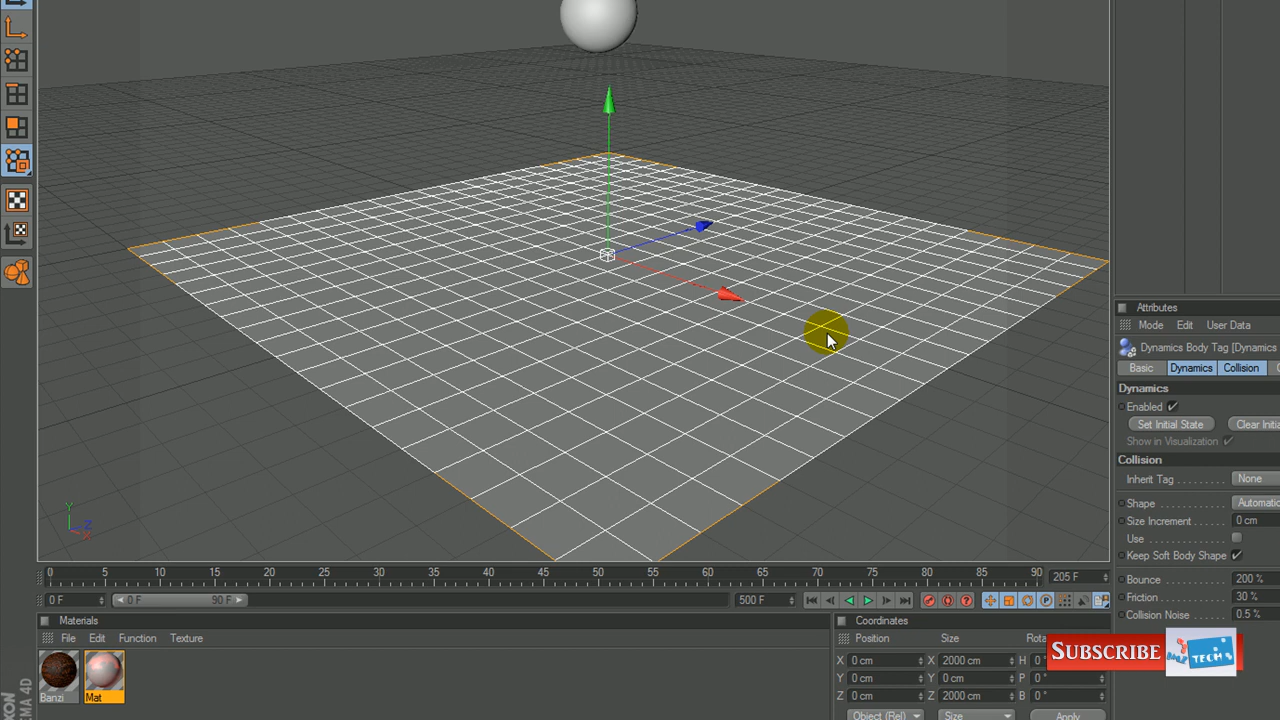 Attributes
Mode Edit User Data
Dynamics Body Tag [Dynamics
Basic Dynamics Collision
Dynamics
Enabled
Set Initial State Clear Initia
Show in Visualization
Collision
Inherit Tag None
Shape Automatic
Size Increment 0 cm
Use
Keep Soft Body Shape
Bounce 200 %
Friction 30 %
Collision Noise 0.5 %
Y
Z
X
0 5 10 15 20 25 30 35 40 45 50 55 60 65 70 75 80 85 90 205 F
0 F 0 F 90 F 500 F
Materials
File Edit Function Texture
Banzi Mat
Coordinates
Position Size Rota
X 0 cm X 2000 cm H 0 °
Y 0 cm Y 0 cm P 0 °
Z 0 cm Z 2000 cm B 0 °
Object (Rel) Size Apply
SUBSCRIBE
TECH'S